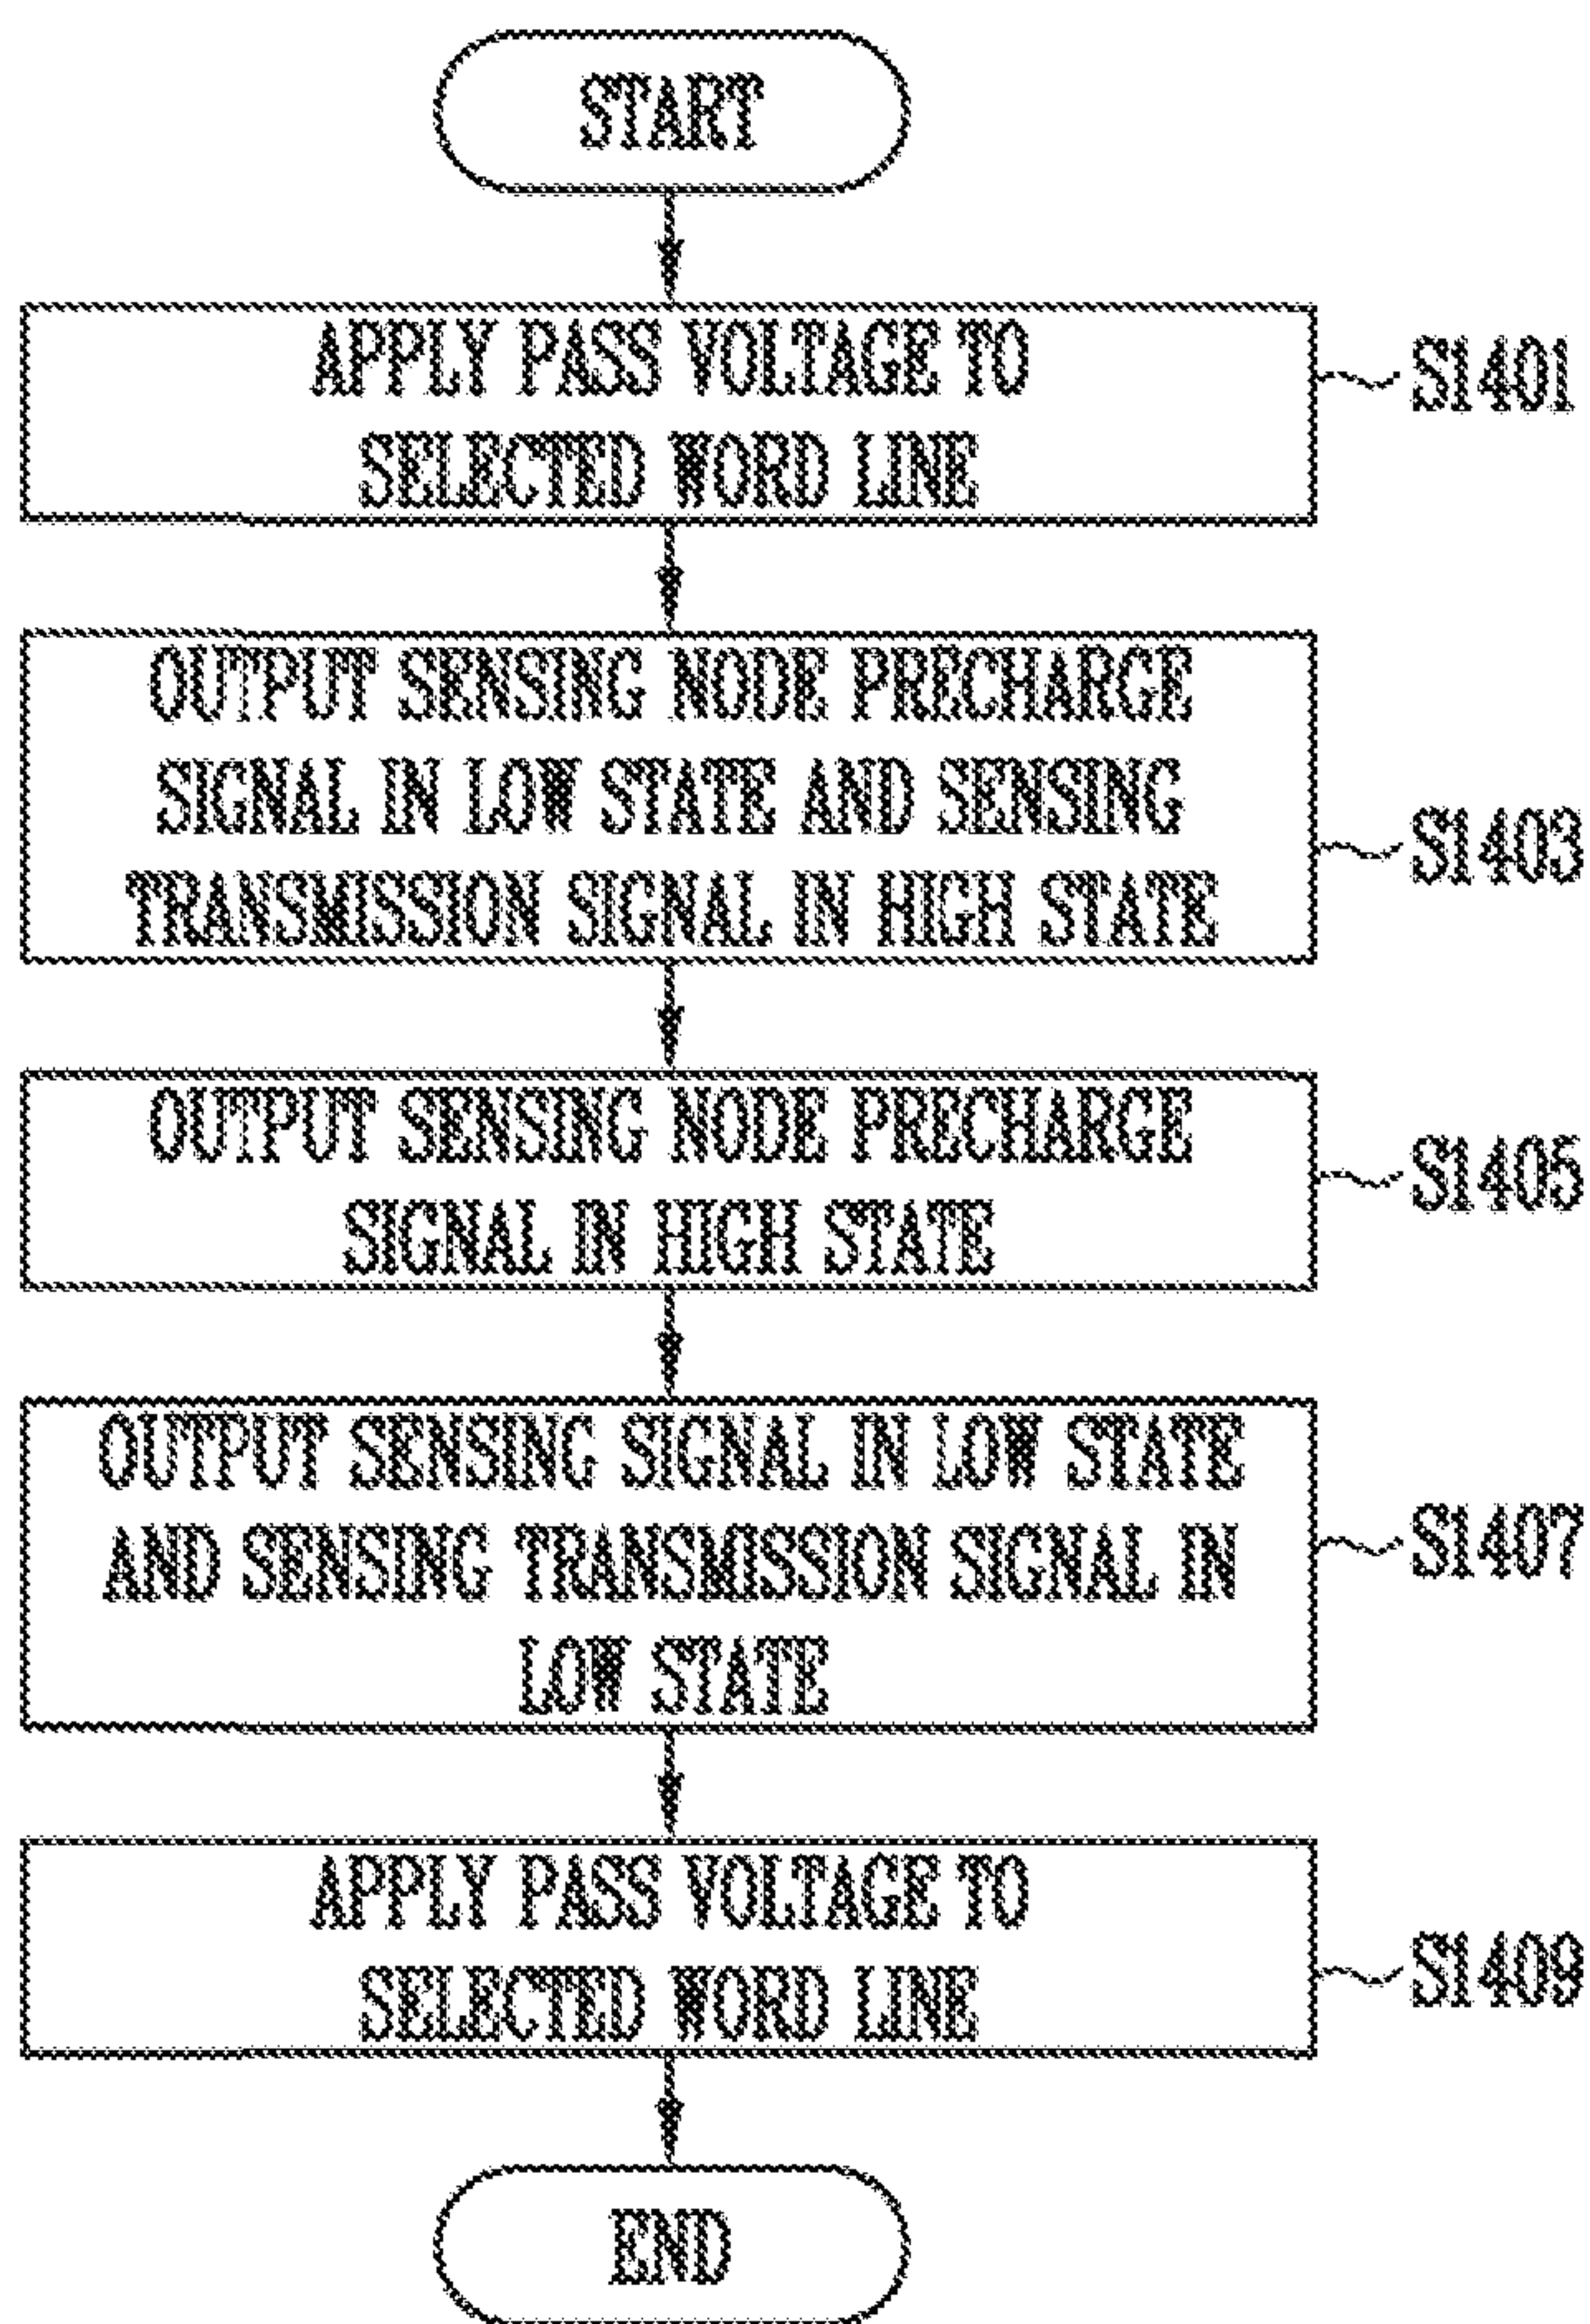 START
APPLY PASS VOLTAGE TO
SELECTED WORD LINE
S1401
OUTPUT SENSING NODE PRECHARGE
SIGNAL IN LOW STATE AND SENSING
TRANSMISSION SIGNAL IN HIGH STATE
S1403
OUTPUT SENSING NODE PRECHARGE
SIGNAL IN HIGH STATE
S1405
OUTPUT SENSING SIGNAL IN LOW STATE
AND SENSING TRANSMISSION SIGNAL IN
LOW STATE
S1407
APPLY PASS VOLTAGE TO
SELECTED WORD LINE
S1409
END